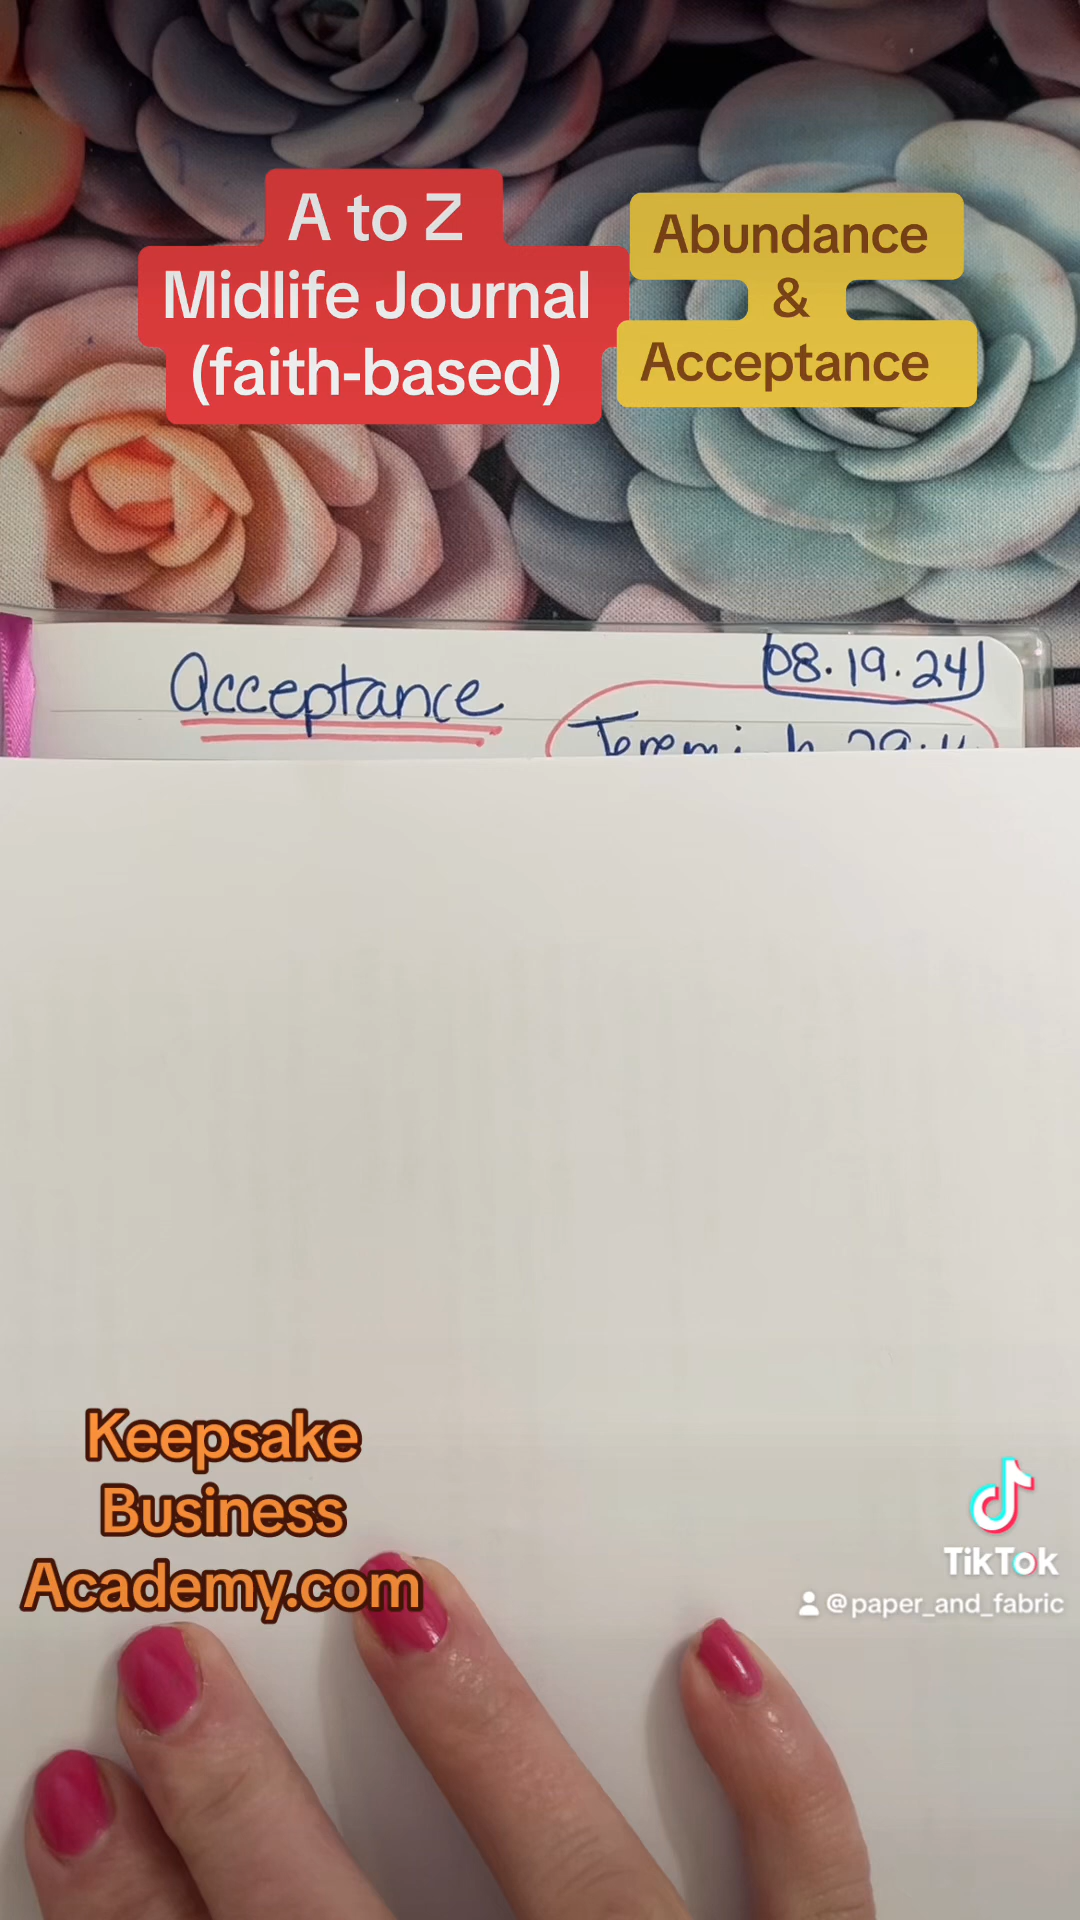 A to Z
Midlife Journal
(faith-based)
Abundance
&
Acceptance
Acceptance
08.19.24
Keepsake
Business
Academy.com
TikTok
@paper_and_fabric